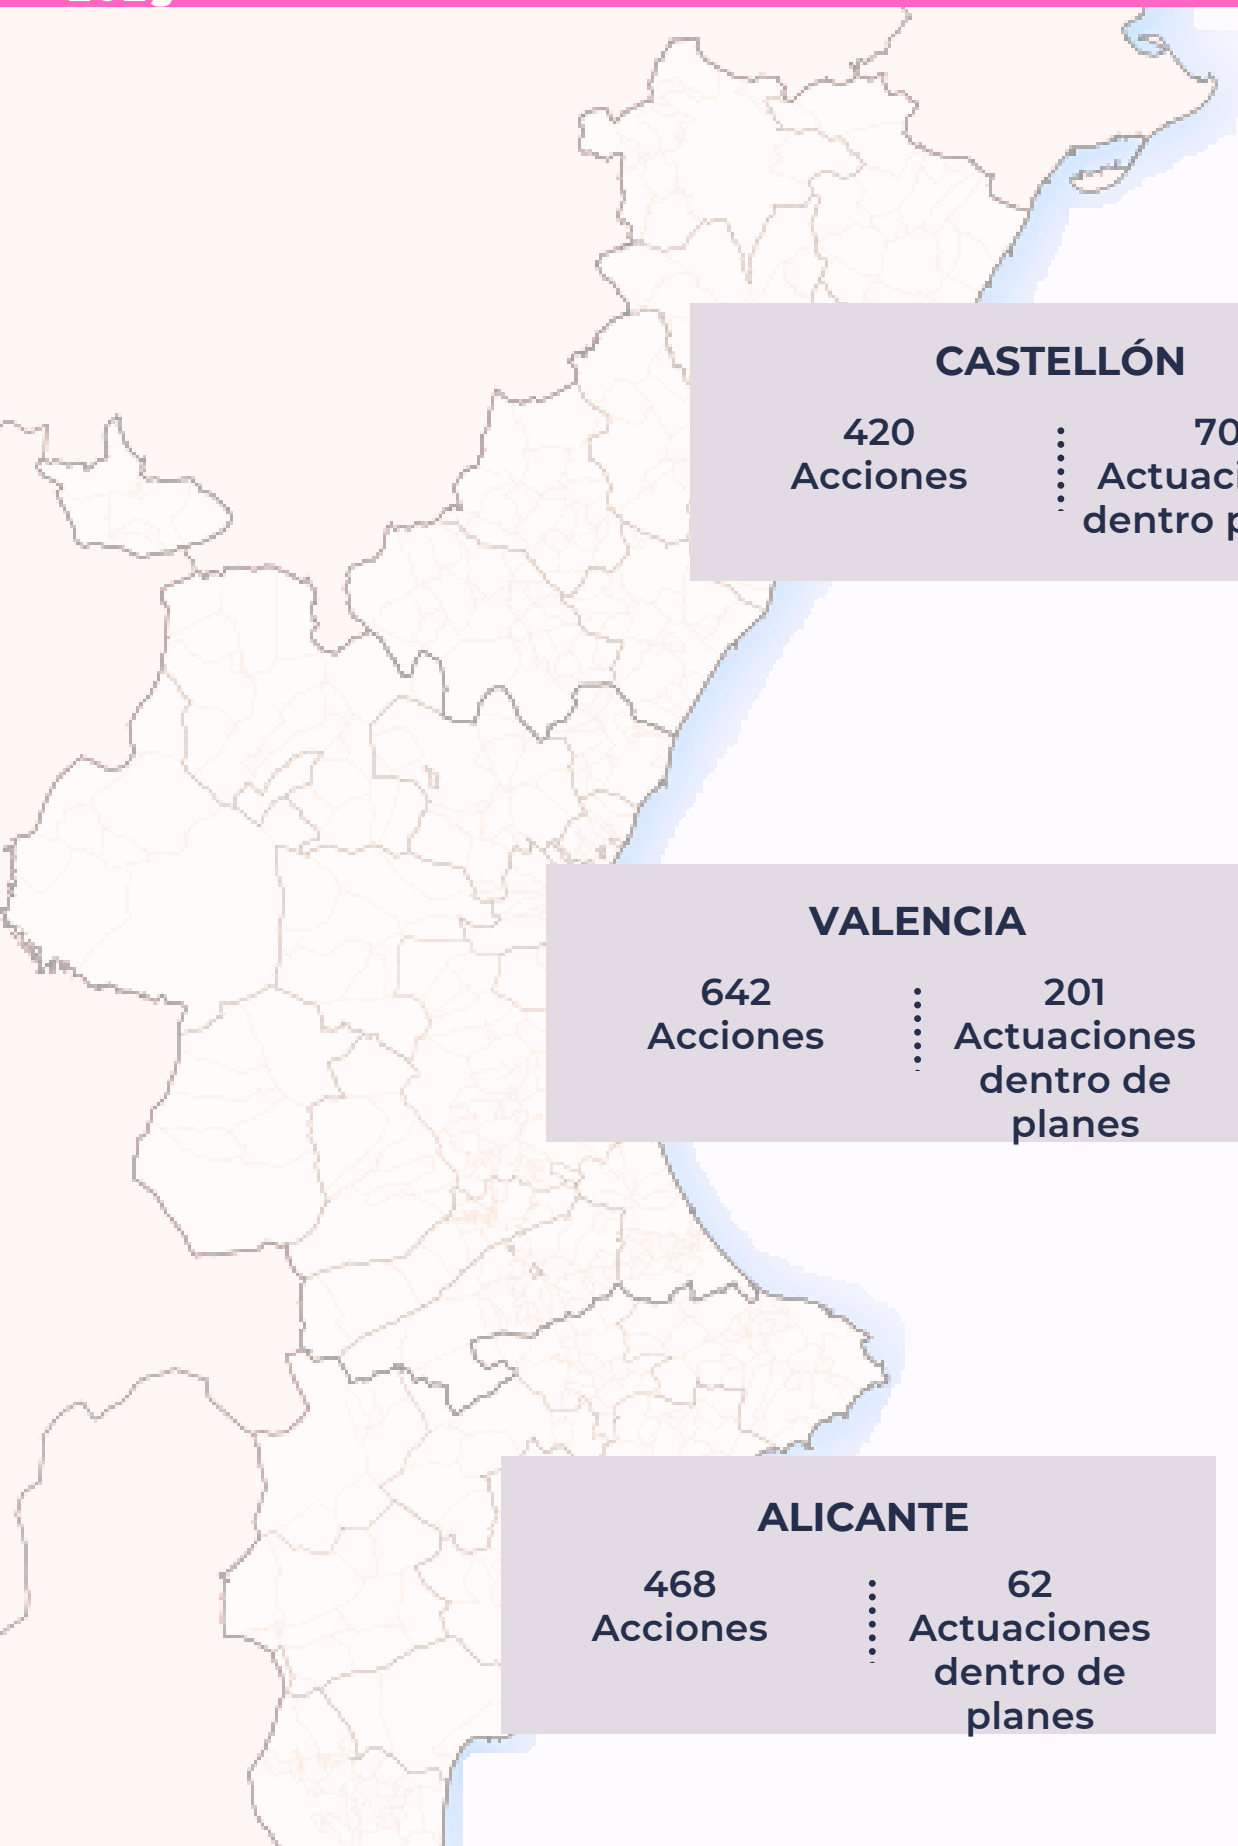 CASTELLÓN
420
Acciones
70
Actuaci
dentro p
VALENCIA
642
Acciones
201
Actuaciones
dentro de
planes
ALICANTE
468
Acciones
62
Actuaciones
dentro de
planes